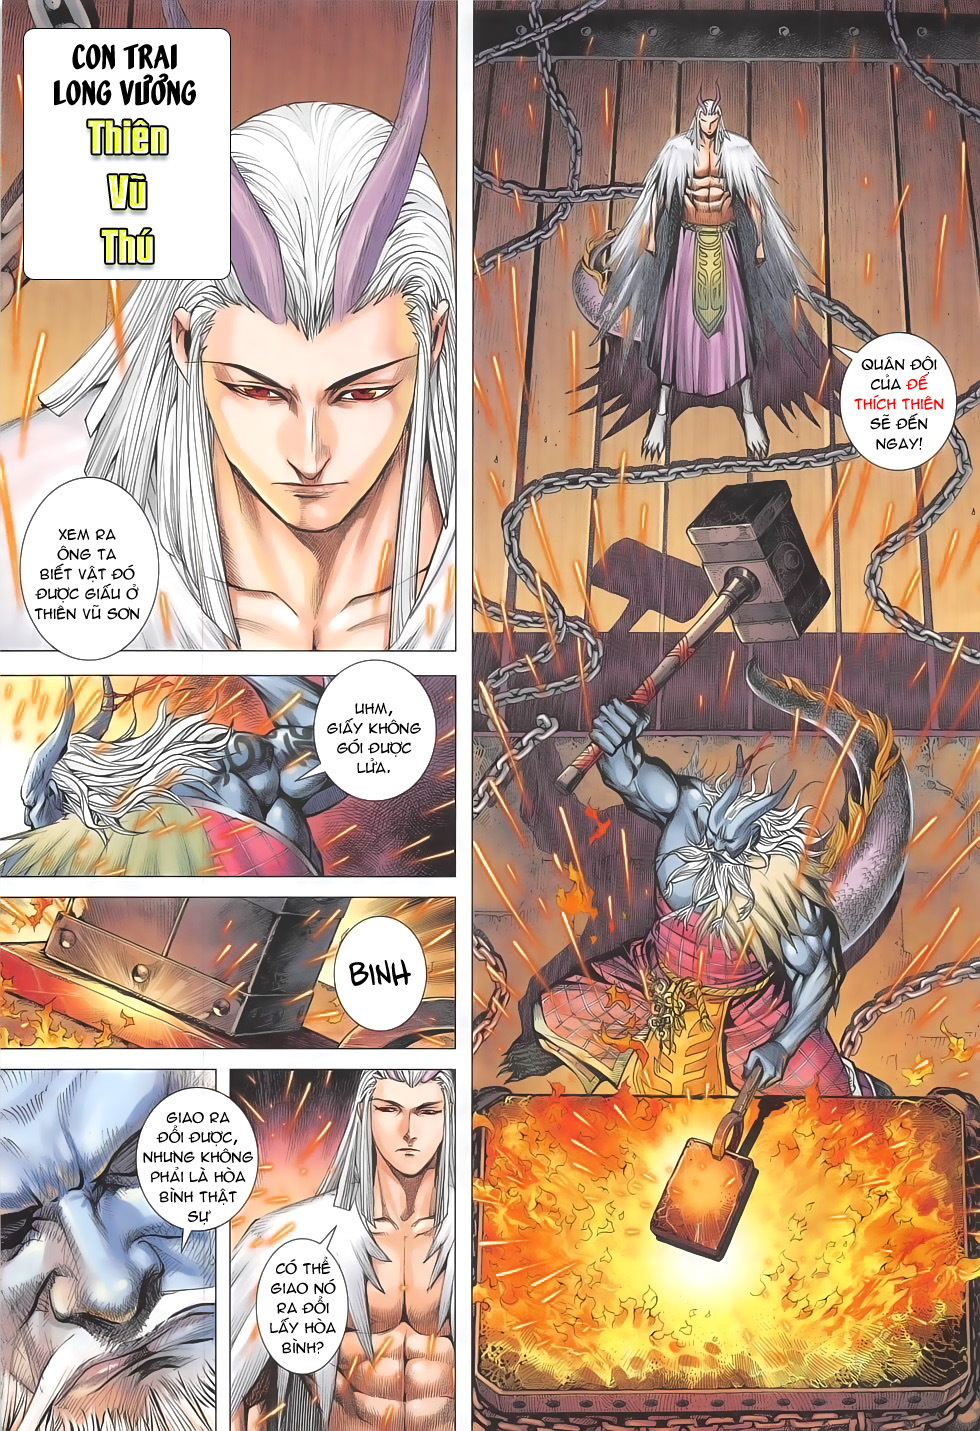 QUÂN ĐỘI
CỦA ĐẾ
THÍCH THIÊN
SẼ ĐẾN
NGAY!
CON TRAI
LONG VƯƠNG
Thiên
Vũ
Thú
XEM RA
ÔNG TA
BIẾT VẬT ĐÓ
ĐƯỢC GIẤU Ở
THIÊN VŨ SƠN
UHM,
GIẤY KHÔNG
GÓI ĐƯỢC
LỬA.
BINH
CÓ THỂ
GIAO NÓ
RA ĐỔI
LẤY HÒA
BÌNH?
GIAO RA
ĐỔI ĐƯỢC,
NHƯNG KHÔNG
PHẢI LÀ HÒA
BÌNH THẬT
SỰ